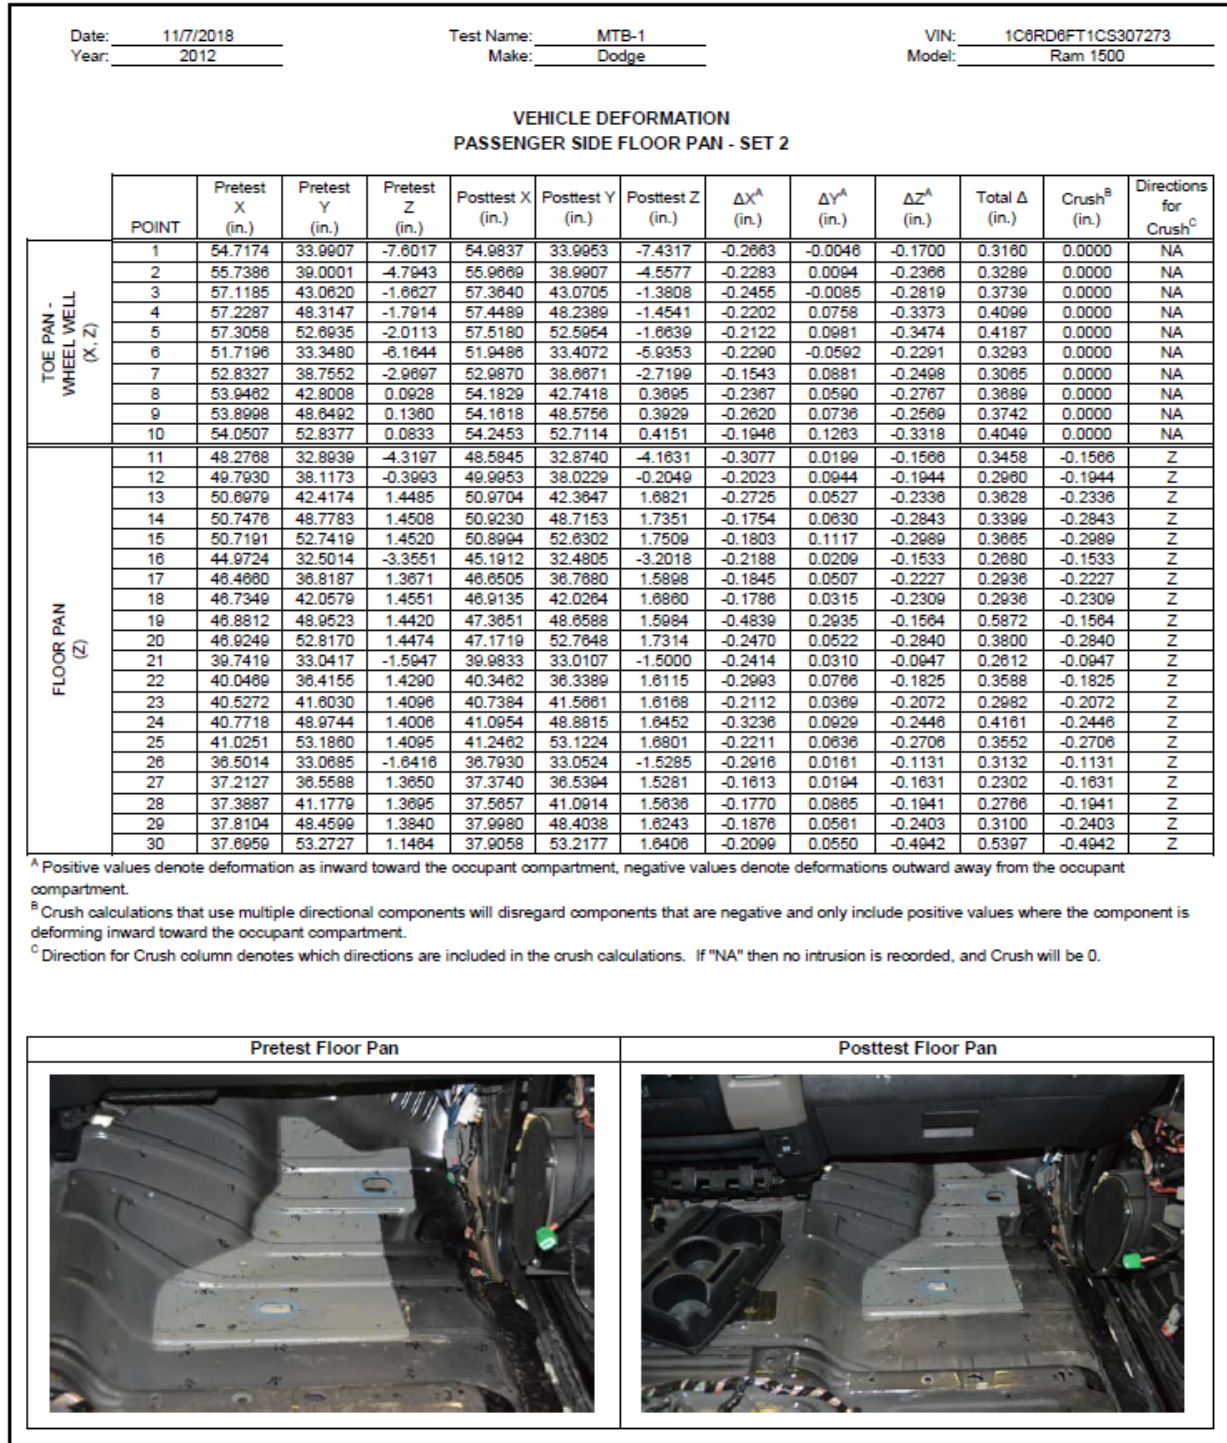 Date: 11/7/2018 Test Name: MTB-1 VIN: 1C6RD6FT1CS307273
Year: 2012 Make: Dodge Model: Ram 1500
VEHICLE DEFORMATION
PASSENGER SIDE FLOOR PAN - SET 2
POINT Pretest X (in.) Pretest Y (in.) Pretest Z (in.) Posttest X (in.) Posttest Y (in.) Posttest Z (in.) ΔXᴬ (in.) ΔYᴬ (in.) ΔZᴬ (in.) Total Δ (in.) Crushᴮ (in.) Directions for Crushᶜ
TOE PAN - WHEEL WELL (X, Z)
1 54.7174 33.9907 -7.6017 54.9837 33.9953 -7.4317 -0.2663 -0.0046 -0.1700 0.3160 0.0000 NA
2 55.7386 39.0001 -4.7943 55.9669 38.9907 -4.5577 -0.2283 0.0094 -0.2366 0.3289 0.0000 NA
3 57.1185 43.0620 -1.6627 57.3640 43.0705 -1.3808 -0.2455 -0.0085 -0.2819 0.3739 0.0000 NA
4 57.2287 48.3147 -1.7914 57.4489 48.2389 -1.4541 -0.2202 0.0758 -0.3373 0.4099 0.0000 NA
5 57.3058 52.6935 -2.0113 57.5180 52.5954 -1.6639 -0.2122 0.0981 -0.3474 0.4187 0.0000 NA
6 51.7196 33.3480 -6.1644 51.9486 33.4072 -5.9353 -0.2290 -0.0592 -0.2291 0.3293 0.0000 NA
7 52.8327 38.7552 -2.9697 52.9870 38.6671 -2.7199 -0.1543 0.0881 -0.2498 0.3065 0.0000 NA
8 53.9462 42.8008 0.0928 54.1829 42.7418 0.3695 -0.2367 0.0590 -0.2767 0.3689 0.0000 NA
9 53.8998 48.6492 0.1360 54.1618 48.5756 0.3929 -0.2620 0.0736 -0.2569 0.3742 0.0000 NA
10 54.0507 52.8377 0.0833 54.2453 52.7114 0.4151 -0.1946 0.1263 -0.3318 0.4049 0.0000 NA
FLOOR PAN (Z)
11 48.2768 32.8939 -4.3197 48.5845 32.8740 -4.1631 -0.3077 0.0199 -0.1566 0.3458 -0.1566 Z
12 49.7930 38.1173 -0.3993 49.9953 38.0229 -0.2049 -0.2023 0.0944 -0.1944 0.2960 -0.1944 Z
13 50.6979 42.4174 1.4485 50.9704 42.3647 1.6821 -0.2725 0.0527 -0.2336 0.3628 -0.2336 Z
14 50.7476 48.7783 1.4508 50.9230 48.7153 1.7351 -0.1754 0.0630 -0.2843 0.3399 -0.2843 Z
15 50.7191 52.7419 1.4520 50.8994 52.6302 1.7509 -0.1803 0.1117 -0.2989 0.3665 -0.2989 Z
16 44.9724 32.5014 -3.3551 45.1912 32.4805 -3.2018 -0.2188 0.0209 -0.1533 0.2680 -0.1533 Z
17 46.4660 36.8187 1.3671 46.6505 36.7680 1.5898 -0.1845 0.0507 -0.2227 0.2936 -0.2227 Z
18 46.7349 42.0579 1.4551 46.9135 42.0264 1.6860 -0.1786 0.0315 -0.2309 0.2936 -0.2309 Z
19 46.8812 48.9523 1.4420 47.3651 48.6588 1.5984 -0.4839 0.2935 -0.1564 0.5872 -0.1564 Z
20 46.9249 52.8170 1.4474 47.1719 52.7648 1.7314 -0.2470 0.0522 -0.2840 0.3800 -0.2840 Z
21 39.7419 33.0417 -1.5947 39.9833 33.0107 -1.5000 -0.2414 0.0310 -0.0947 0.2612 -0.0947 Z
22 40.0469 36.4155 1.4290 40.3462 36.3389 1.6115 -0.2993 0.0766 -0.1825 0.3588 -0.1825 Z
23 40.5272 41.6030 1.4096 40.7384 41.5661 1.6168 -0.2112 0.0369 -0.2072 0.2982 -0.2072 Z
24 40.7718 48.9744 1.4006 41.0954 48.8815 1.6452 -0.3236 0.0929 -0.2446 0.4161 -0.2446 Z
25 41.0251 53.1860 1.4095 41.2462 53.1224 1.6801 -0.2211 0.0636 -0.2706 0.3552 -0.2706 Z
26 36.5014 33.0685 -1.6416 36.7930 33.0524 -1.5285 -0.2916 0.0161 -0.1131 0.3132 -0.1131 Z
27 37.2127 36.5588 1.3650 37.3740 36.5394 1.5281 -0.1613 0.0194 -0.1631 0.2302 -0.1631 Z
28 37.3887 41.1779 1.3695 37.5657 41.0914 1.5636 -0.1770 0.0865 -0.1941 0.2766 -0.1941 Z
29 37.8104 48.4599 1.3840 37.9980 48.4038 1.6243 -0.1876 0.0561 -0.2403 0.3100 -0.2403 Z
30 37.6959 53.2727 1.1464 37.9058 53.2177 1.6406 -0.2099 0.0550 -0.4942 0.5397 -0.4942 Z
ᴬ Positive values denote deformation as inward toward the occupant compartment, negative values denote deformations outward away from the occupant
compartment.
ᴮ Crush calculations that use multiple directional components will disregard components that are negative and only include positive values where the component is
deforming inward toward the occupant compartment.
ᶜ Direction for Crush column denotes which directions are included in the crush calculations. If "NA" then no intrusion is recorded, and Crush will be 0.
Pretest Floor Pan Posttest Floor Pan